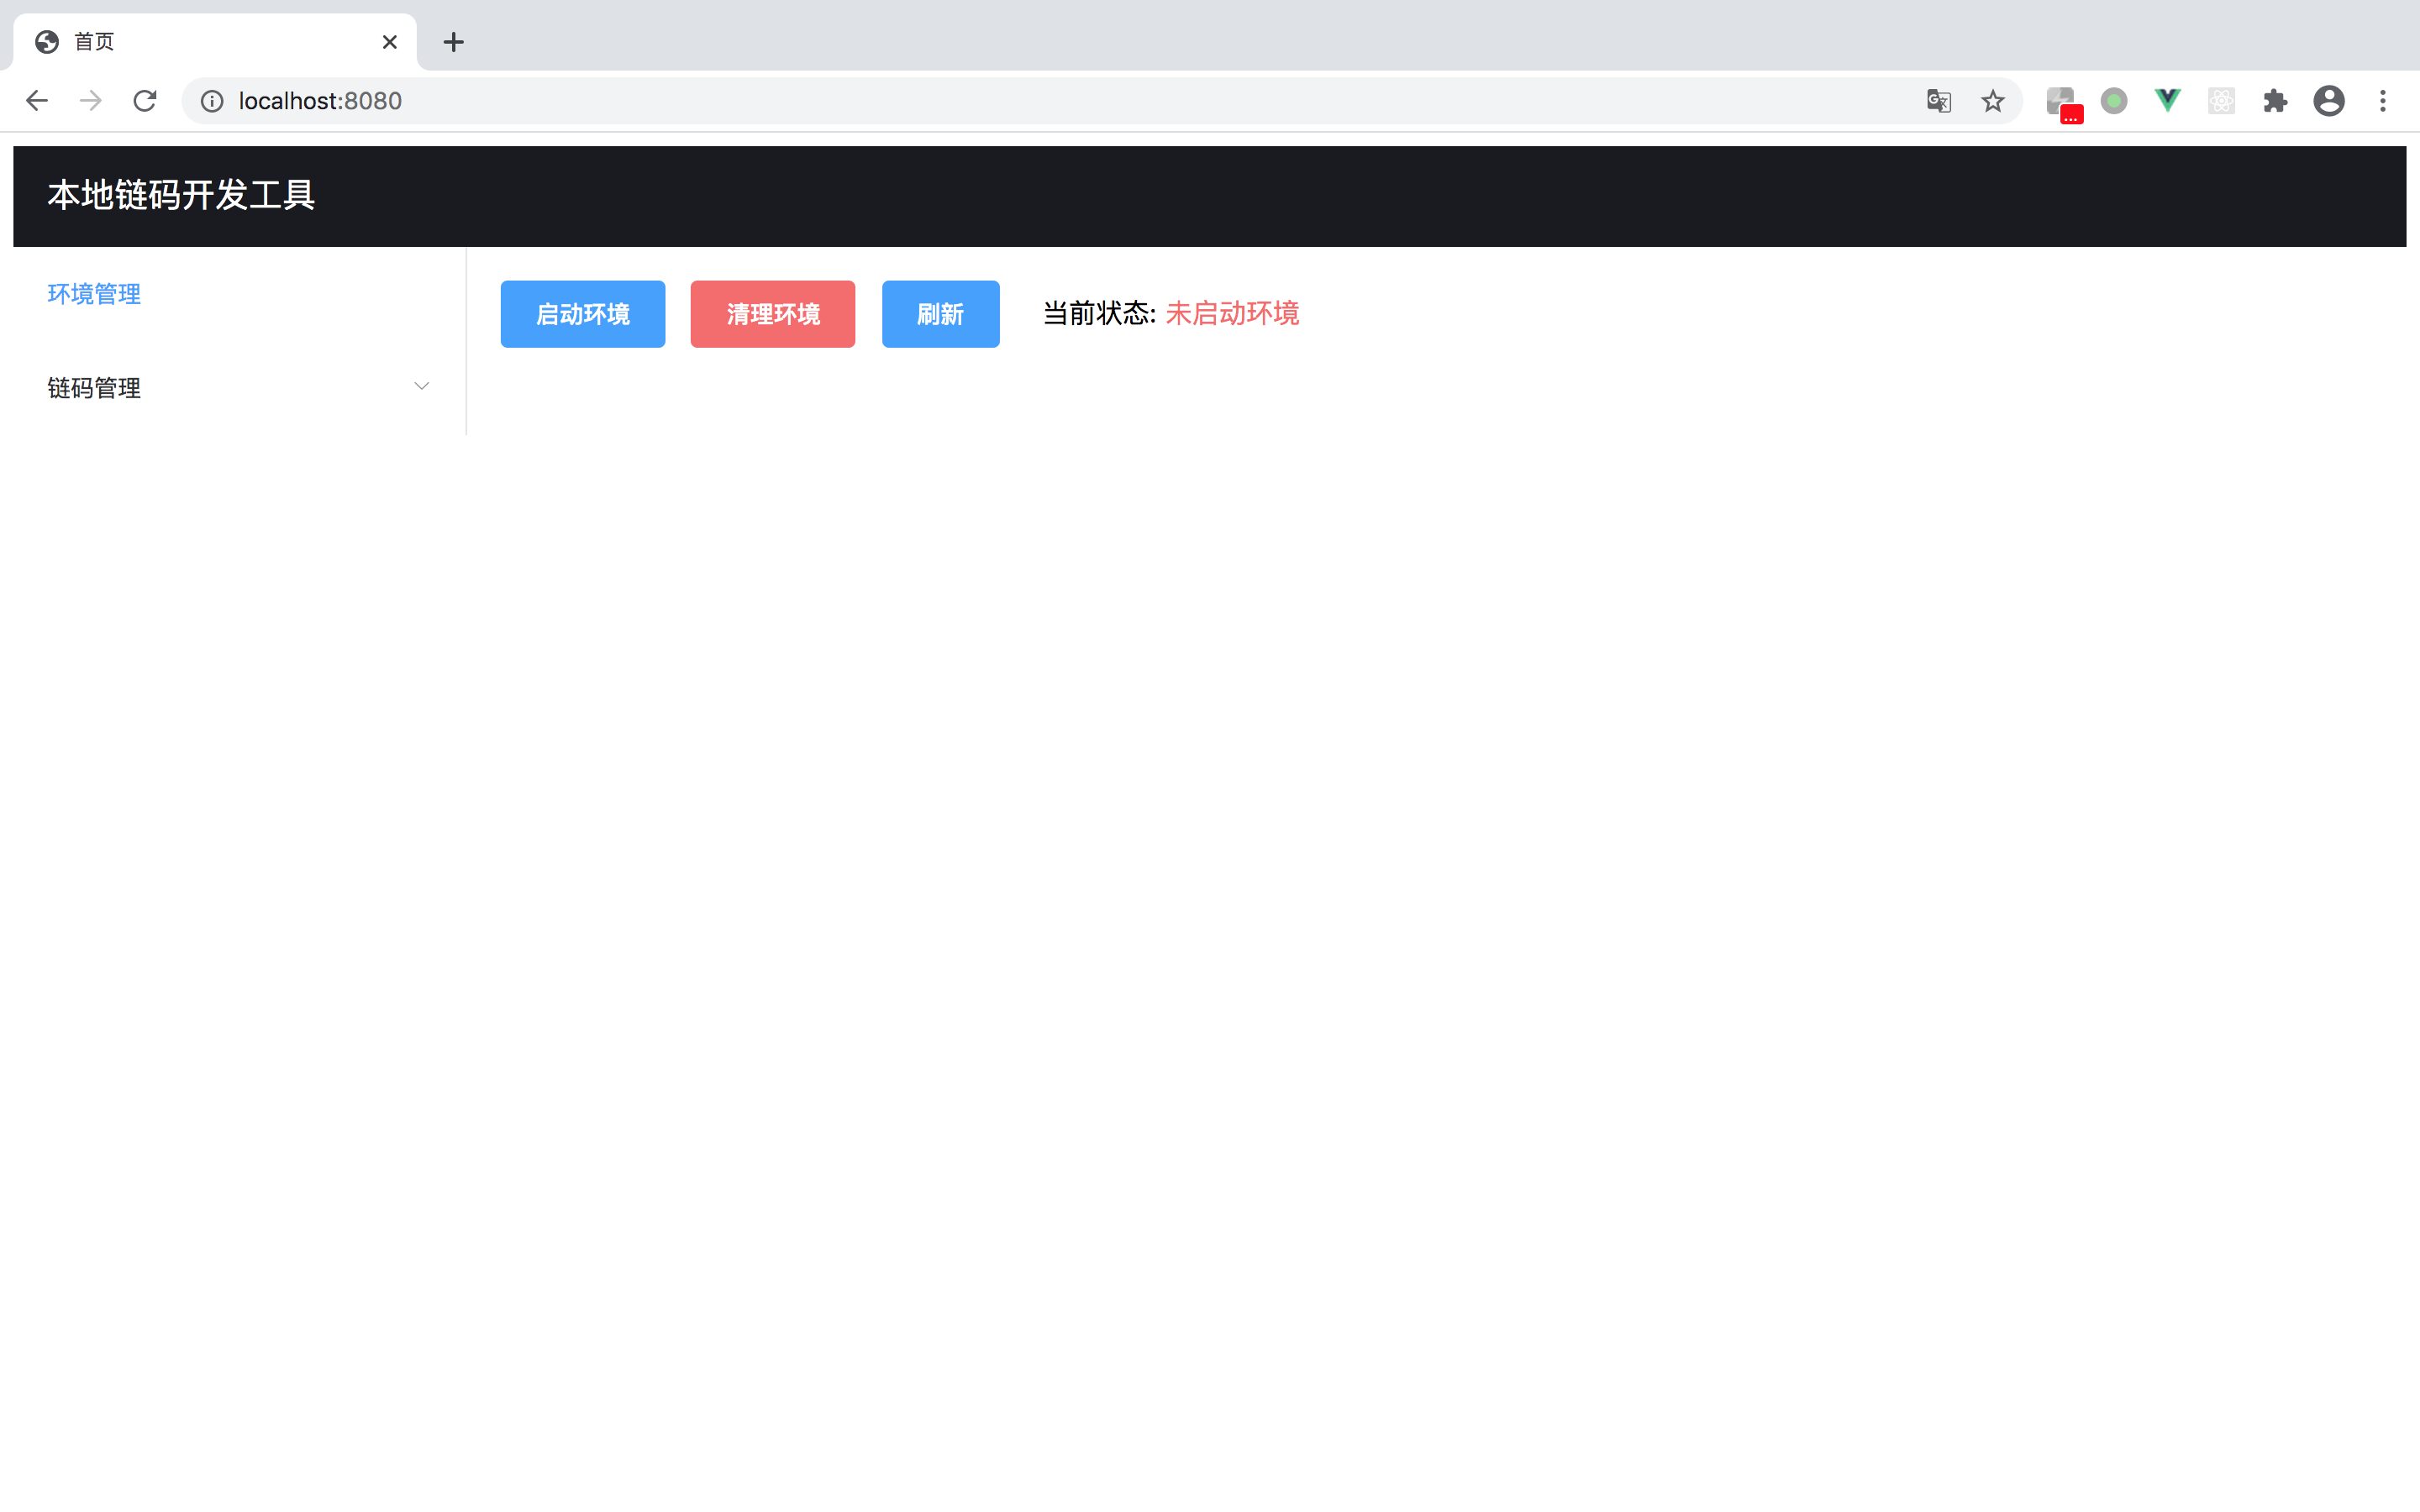 首页
localhost:8080
...
本地链码开发工具
环境管理
启动环境 清理环境 刷新 当前状态: 未启动环境
链码管理